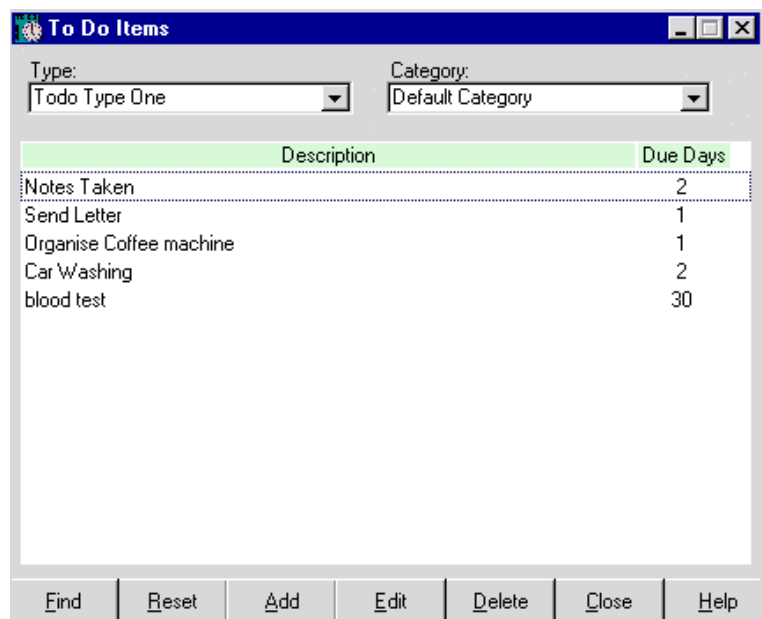 To Do Items
Type: Category:
Todo Type One Default Category
Description Due Days
Notes Taken 2
Send Letter 1
Organise Coffee machine 1
Car Washing 2
blood test 30
Find Reset Add Edit Delete Close Help